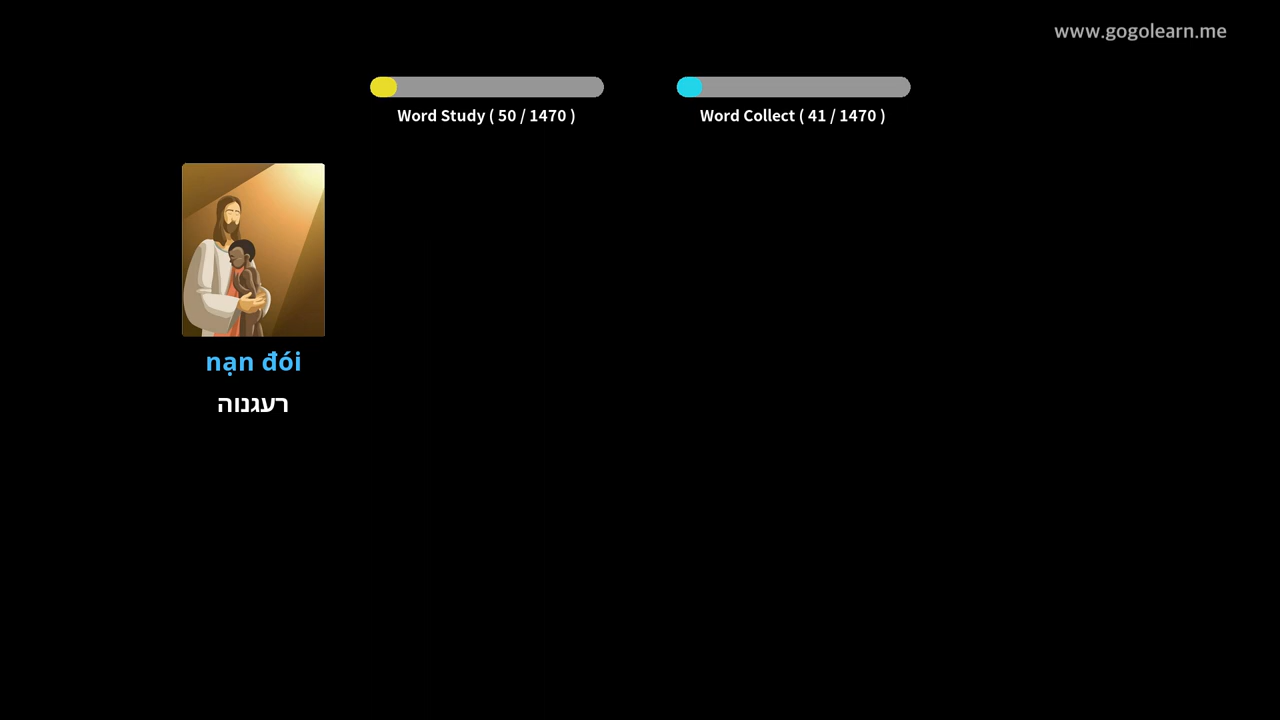 www.gogolearn.me
Word Study ( 50 / 1470 )
Word Collect ( 41 / 1470 )
nạn đói
רעגנוה